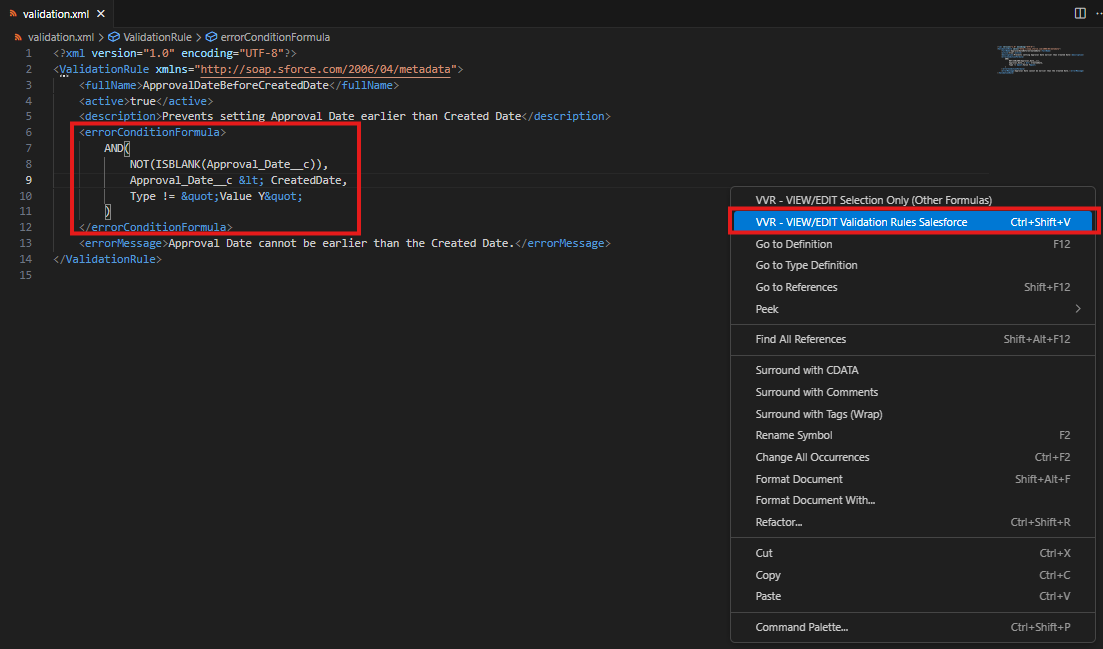 validation.xml
validation.xml > ValidationRule > errorConditionFormula
1 <?xml version="1.0" encoding="UTF-8"?>
2 <ValidationRule xmlns="http://soap.sforce.com/2006/04/metadata">
3 <fullName>ApprovalDateBeforeCreatedDate</fullName>
4 <active>true</active>
5 <description>Prevents setting Approval Date earlier than Created Date</description>
6 <errorConditionFormula>
7 AND(
8 NOT(ISBLANK(Approval_Date__c)),
9 Approval_Date__c &lt; CreatedDate,
10 Type != &quot;Value Y&quot;
11 )
12 </errorConditionFormula>
13 <errorMessage>Approval Date cannot be earlier than the Created Date.</errorMessage>
14 </ValidationRule>
15
VVR - VIEW/EDIT Selection Only (Other Formulas)
VVR - VIEW/EDIT Validation Rules Salesforce Ctrl+Shift+V
Go to Definition F12
Go to Type Definition
Go to References Shift+F12
Peek
Find All References Shift+Alt+F12
Surround with CDATA
Surround with Comments
Surround with Tags (Wrap)
Rename Symbol F2
Change All Occurrences Ctrl+F2
Format Document Shift+Alt+F
Format Document With...
Refactor... Ctrl+Shift+R
Cut Ctrl+X
Copy Ctrl+C
Paste Ctrl+V
Command Palette... Ctrl+Shift+P